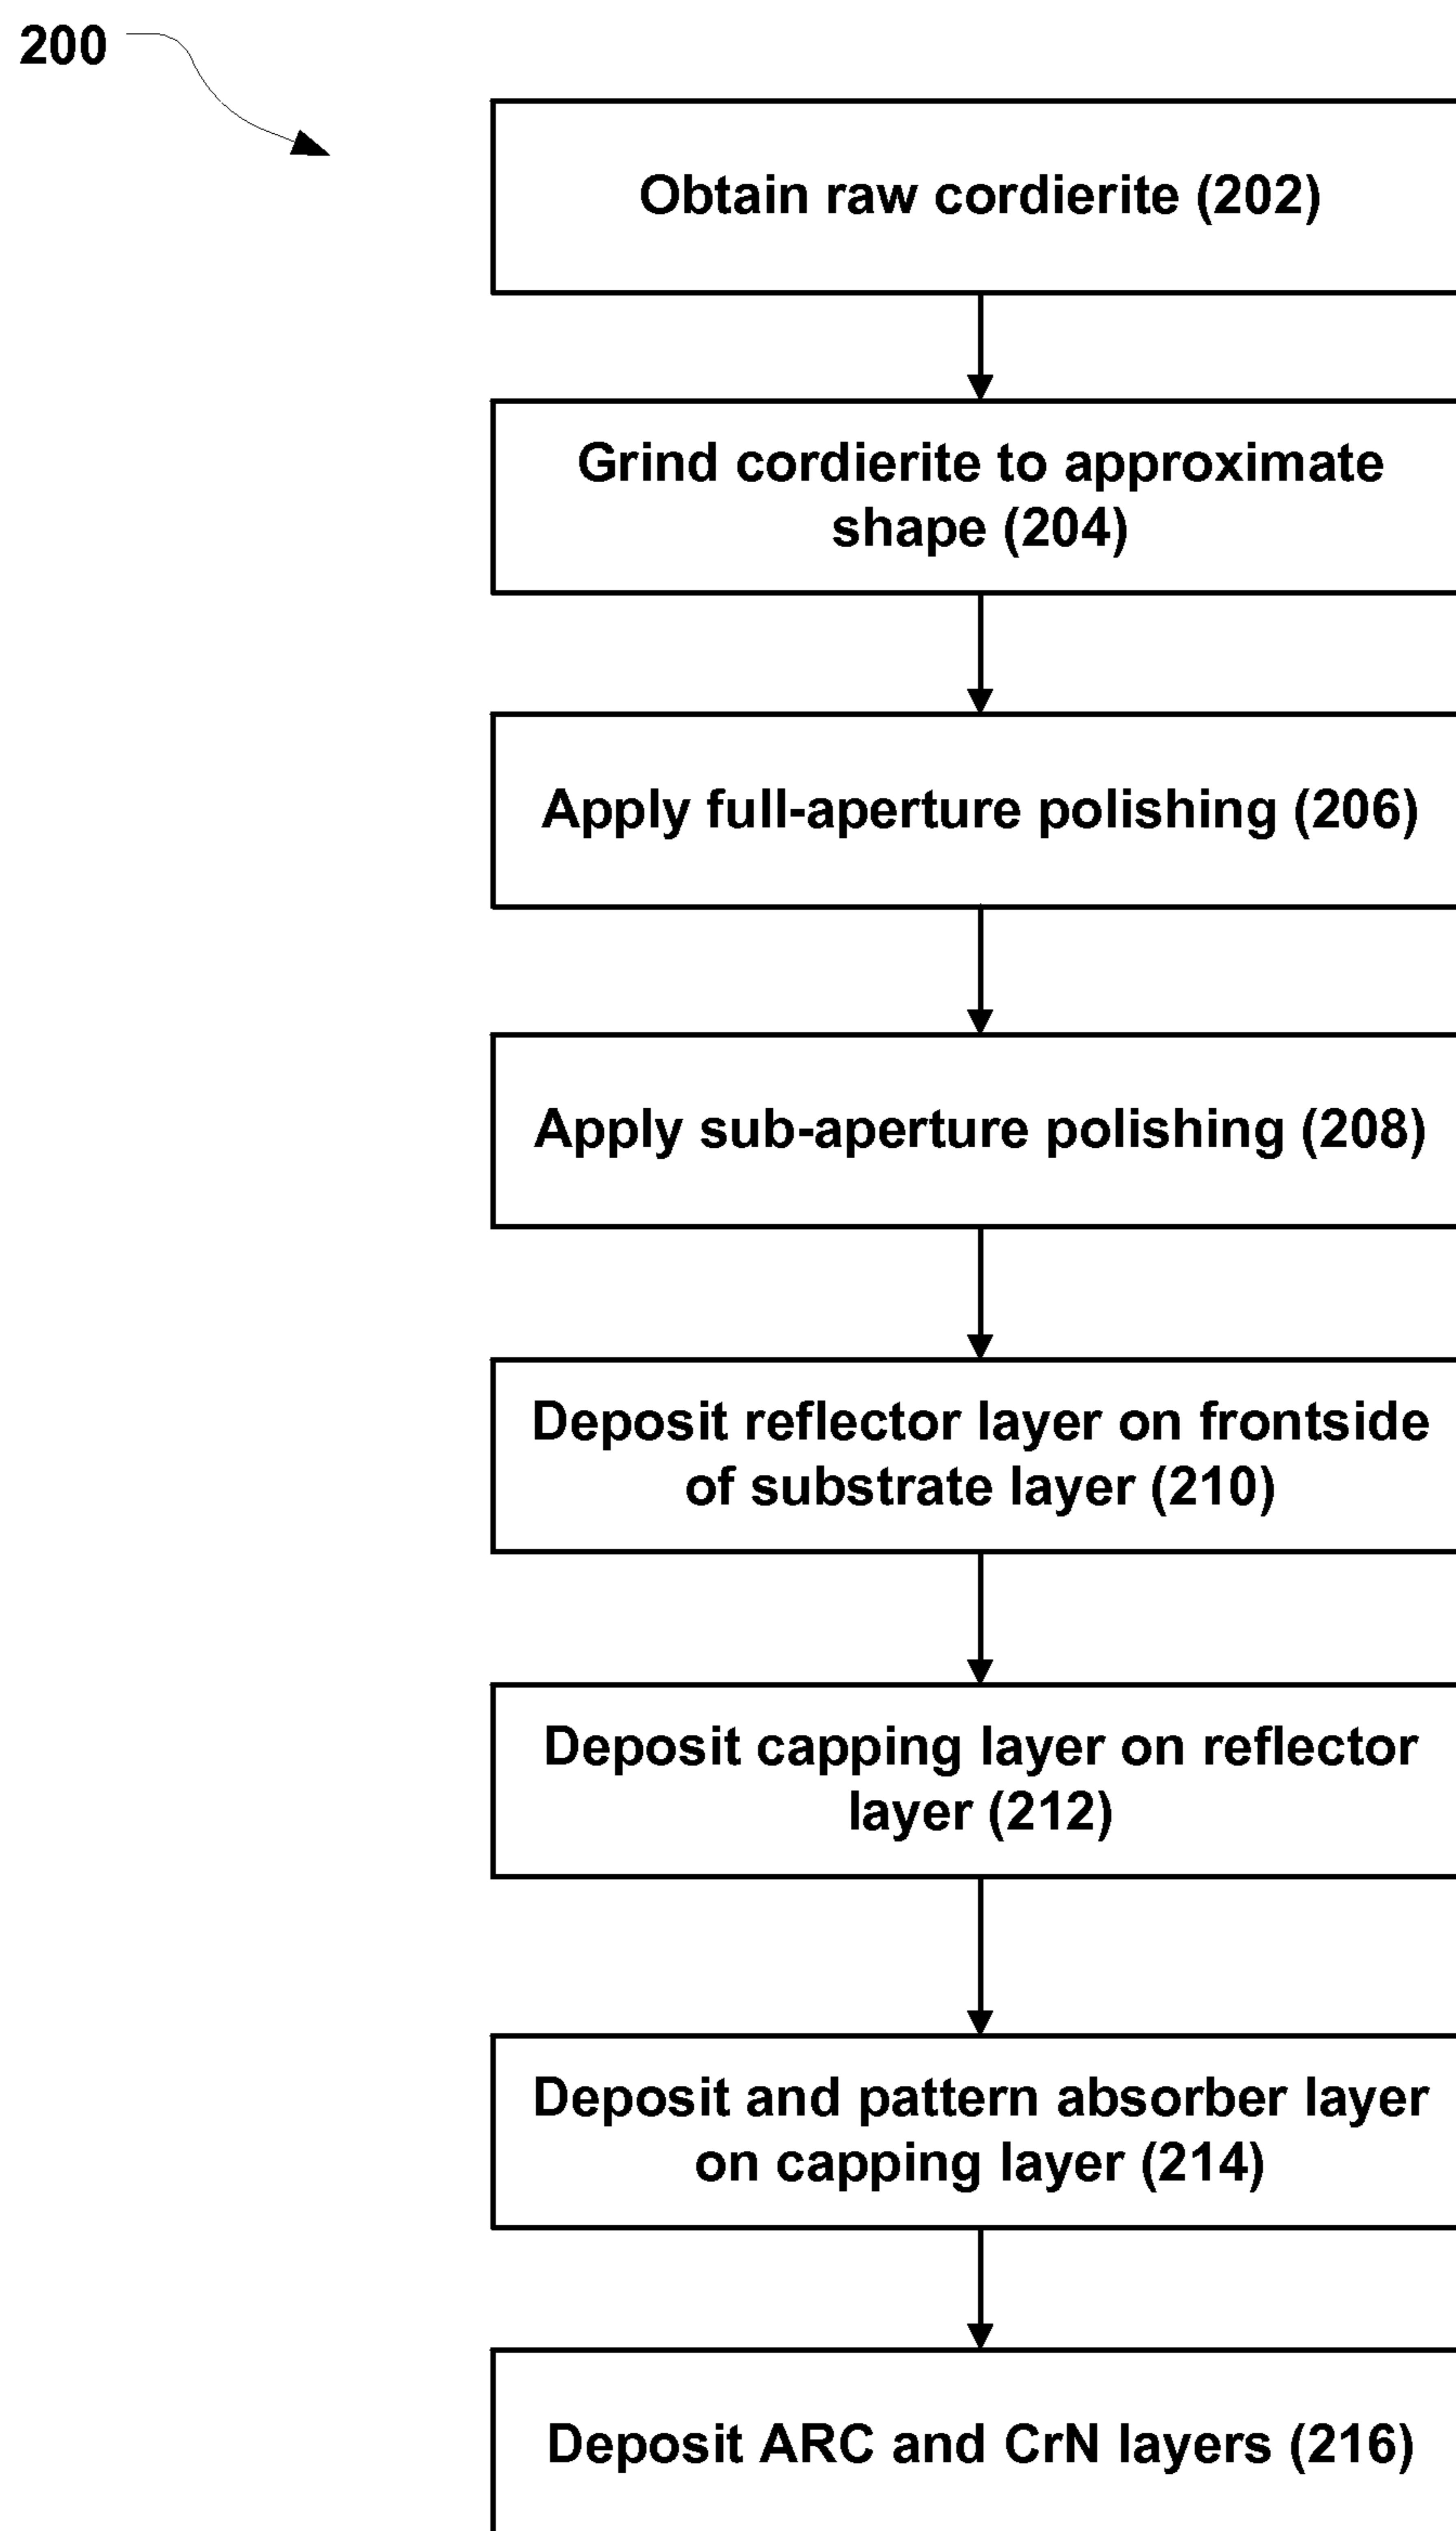 200
Obtain raw cordierite (202)
Grind cordierite to approximate
shape (204)
Apply full-aperture polishing (206)
Apply sub-aperture polishing (208)
Deposit reflector layer on frontside
of substrate layer (210)
Deposit capping layer on reflector
layer (212)
Deposit and pattern absorber layer
on capping layer (214)
Deposit ARC and CrN layers (216)